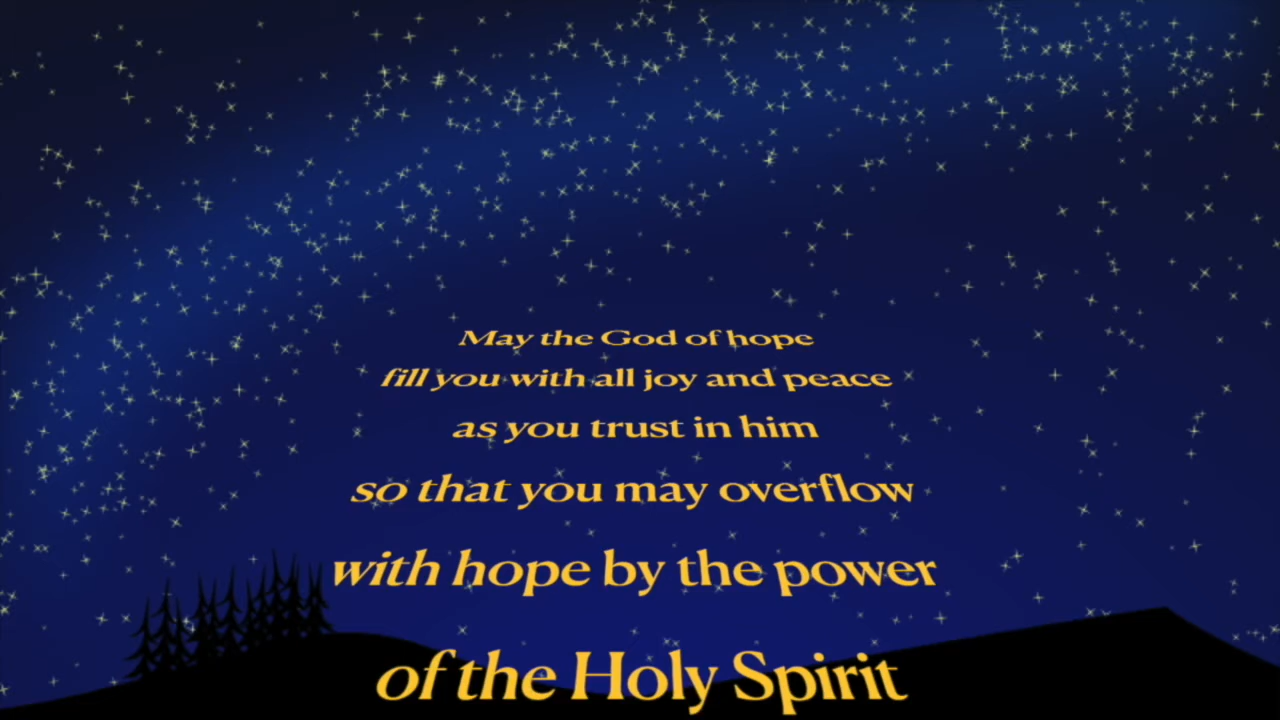 May the God of hope
fill you with all joy and peace
as you trust in him
so that you may overflow
with hope by the power
of the Holy Spirit